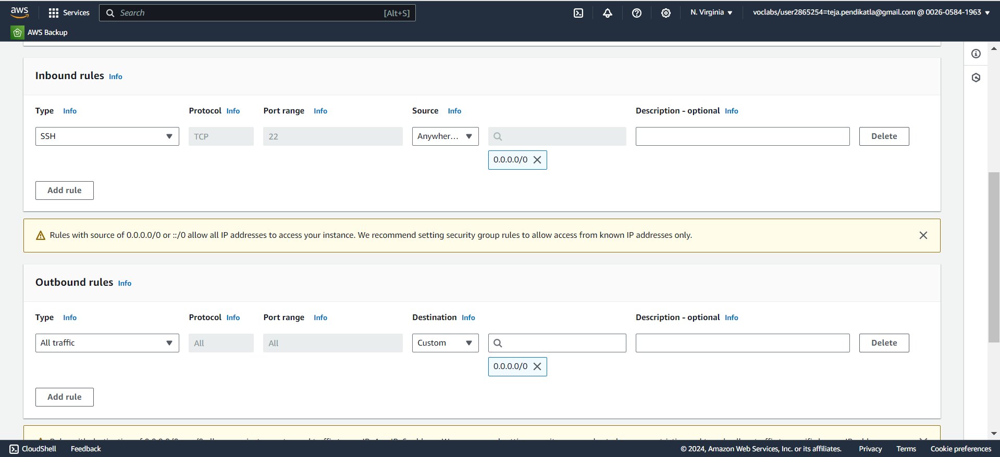 aws Services Search [Alt+S] N. Virginia voclabs/user2865254=teja.pendikatla@gmail.com @ 0026-0584-1963
AWS Backup
Inbound rules Info
Type Info Protocol Info Port range Info Source Info Description - optional Info
SSH TCP 22 Anywher... Delete
0.0.0.0/0
Add rule
Rules with source of 0.0.0.0/0 or ::/0 allow all IP addresses to access your instance. We recommend setting security group rules to allow access from known IP addresses only.
Outbound rules Info
Type Info Protocol Info Port range Info Destination Info Description - optional Info
All traffic All All Custom Delete
0.0.0.0/0
Add rule
CloudShell Feedback © 2024, Amazon Web Services, Inc. or its affiliates. Privacy Terms Cookie preferences